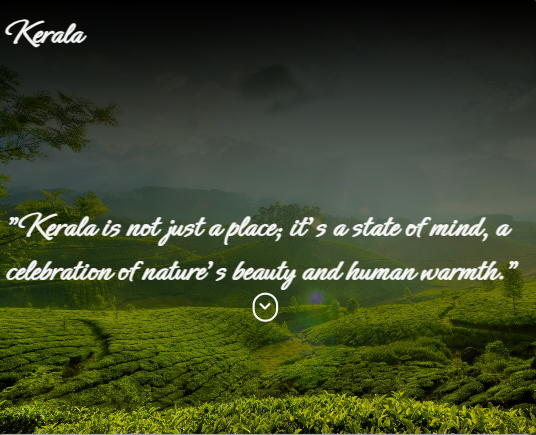 Kerala
"Kerala is not just a place; it's a state of mind, a
celebration of nature's beauty and human warmth."